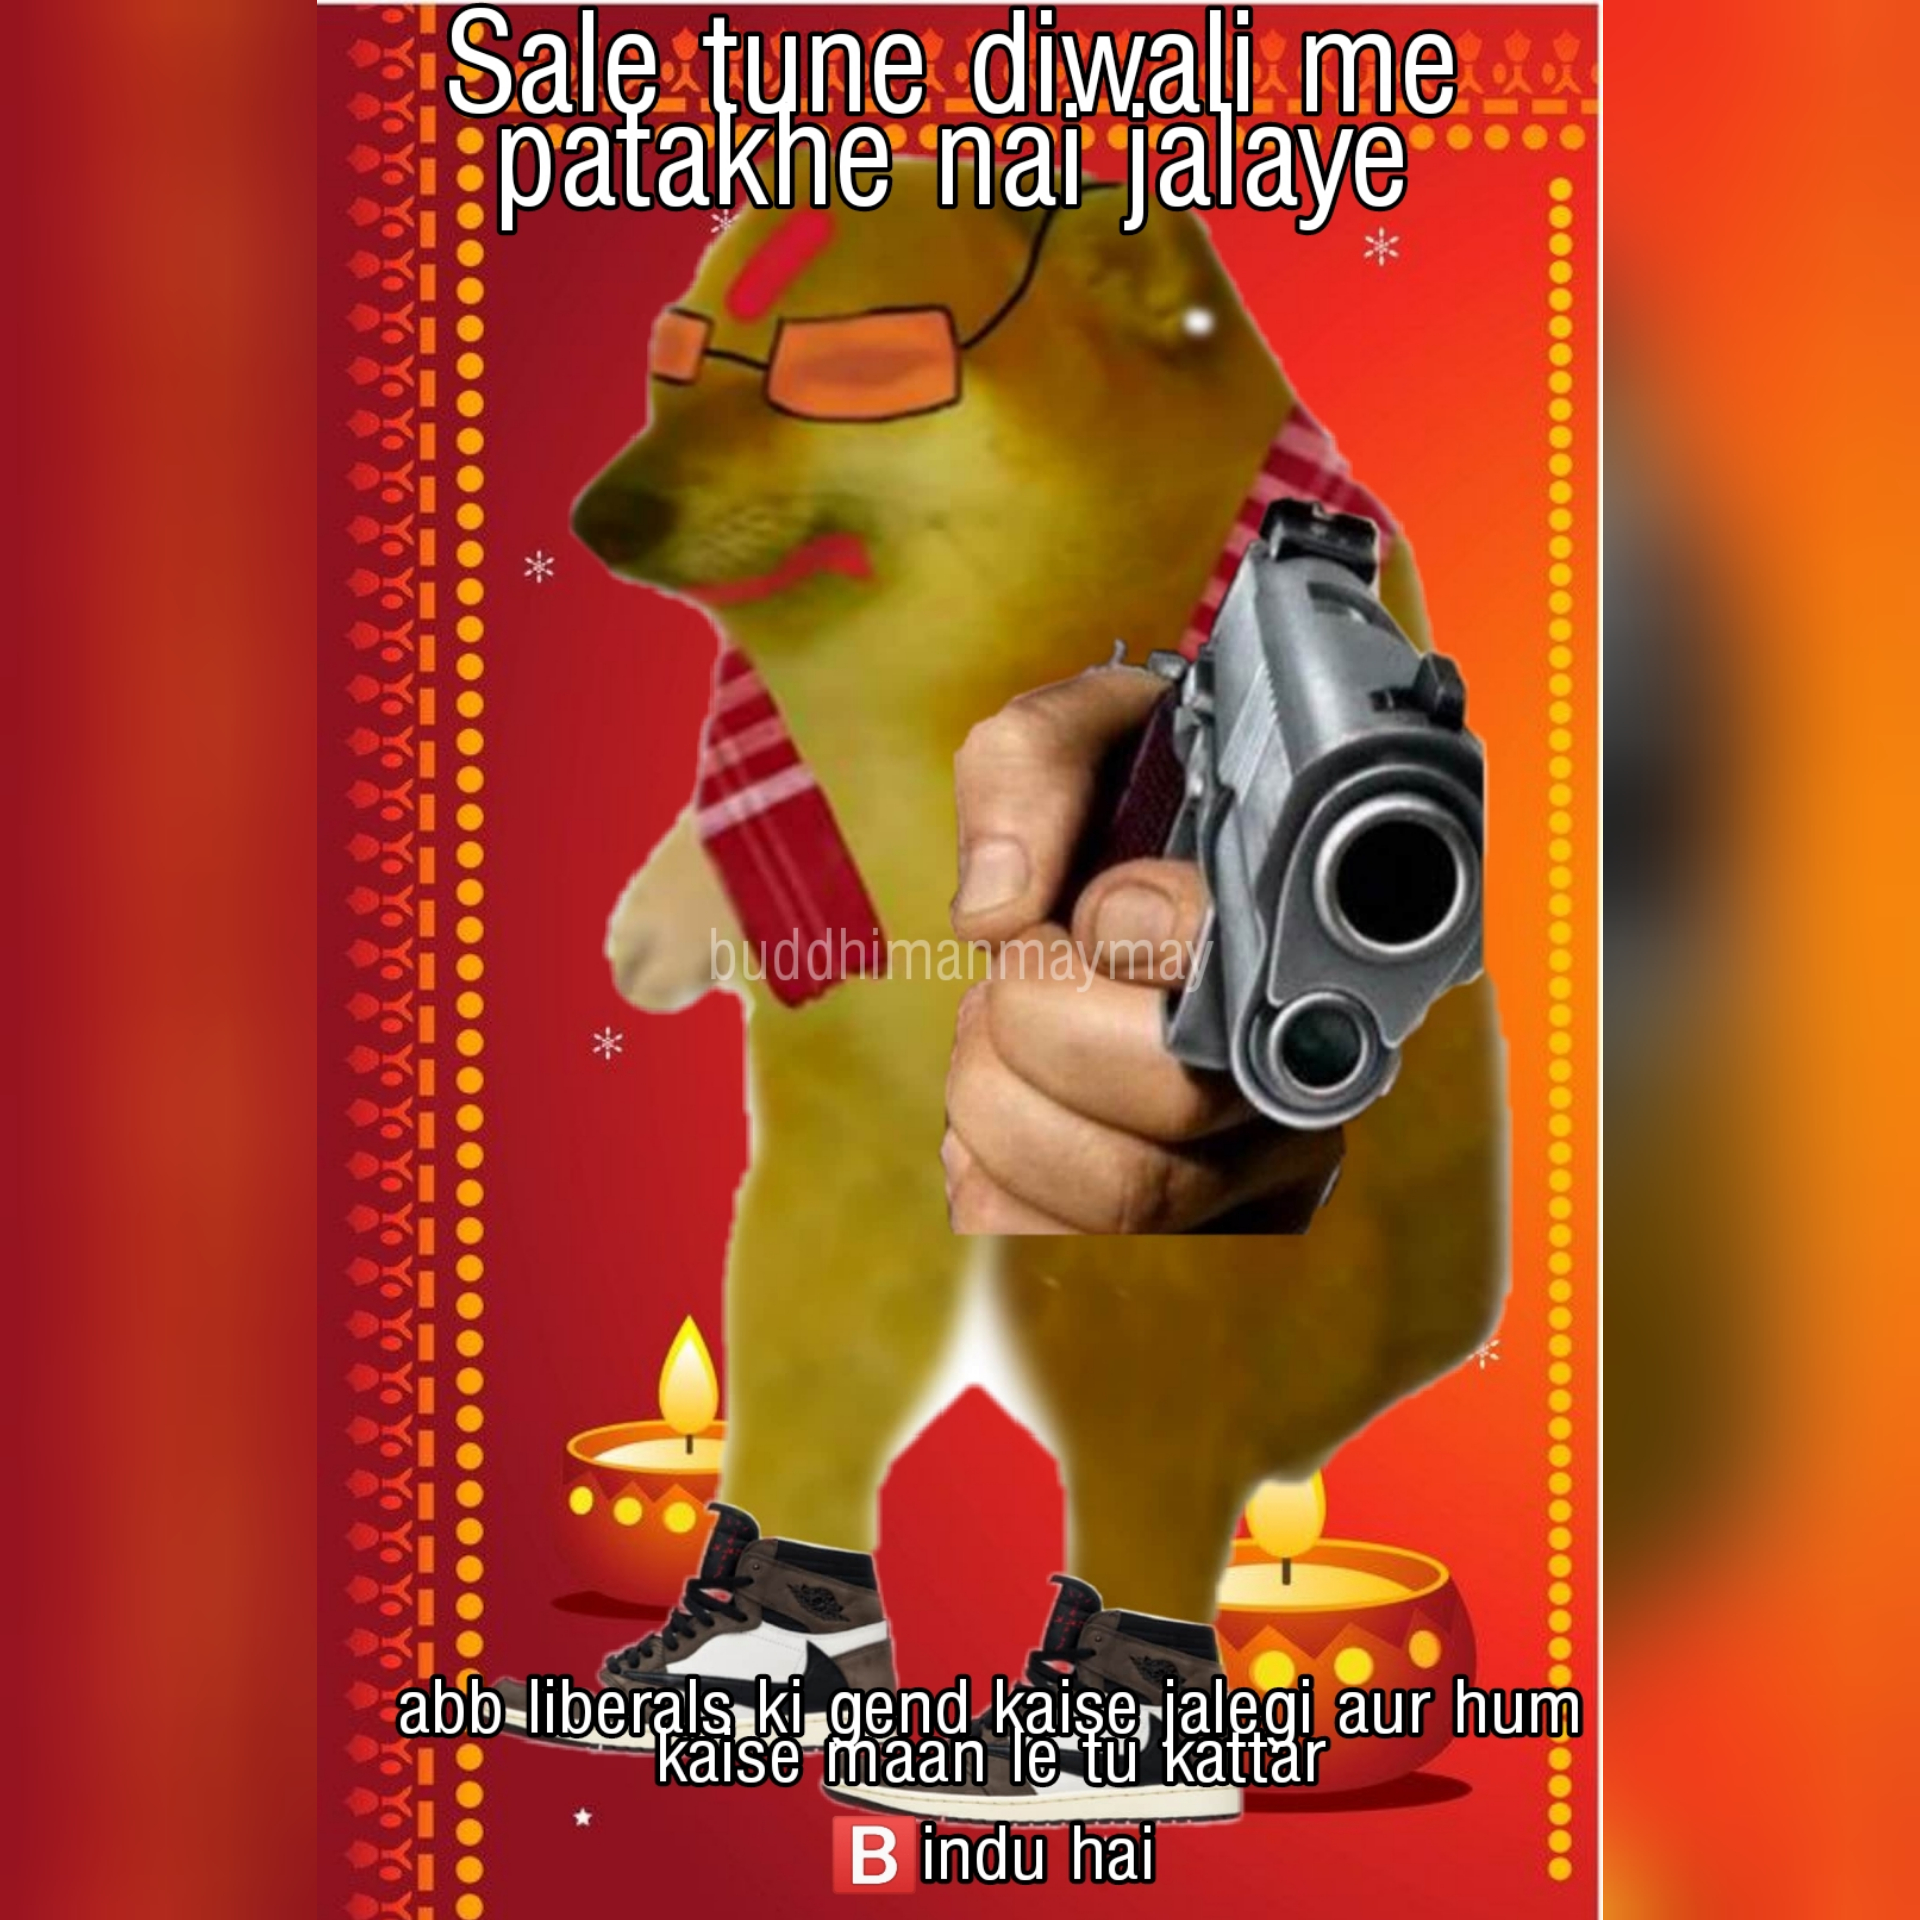 Sale tune diwali me
patakhe nai jalaye
buddhimanmaymay
abb liberals ki gend kaise jalegi aur hum
kaise maan le tu kattar
🅱indu hai